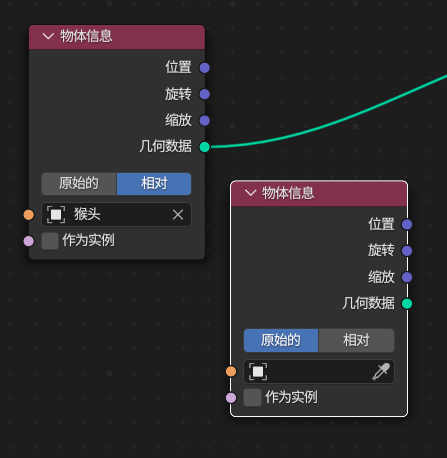 物体信息
位置
旋转
缩放
几何数据
原始的 相对
猴头
作为实例
物体信息
位置
旋转
缩放
几何数据
原始的 相对
作为实例